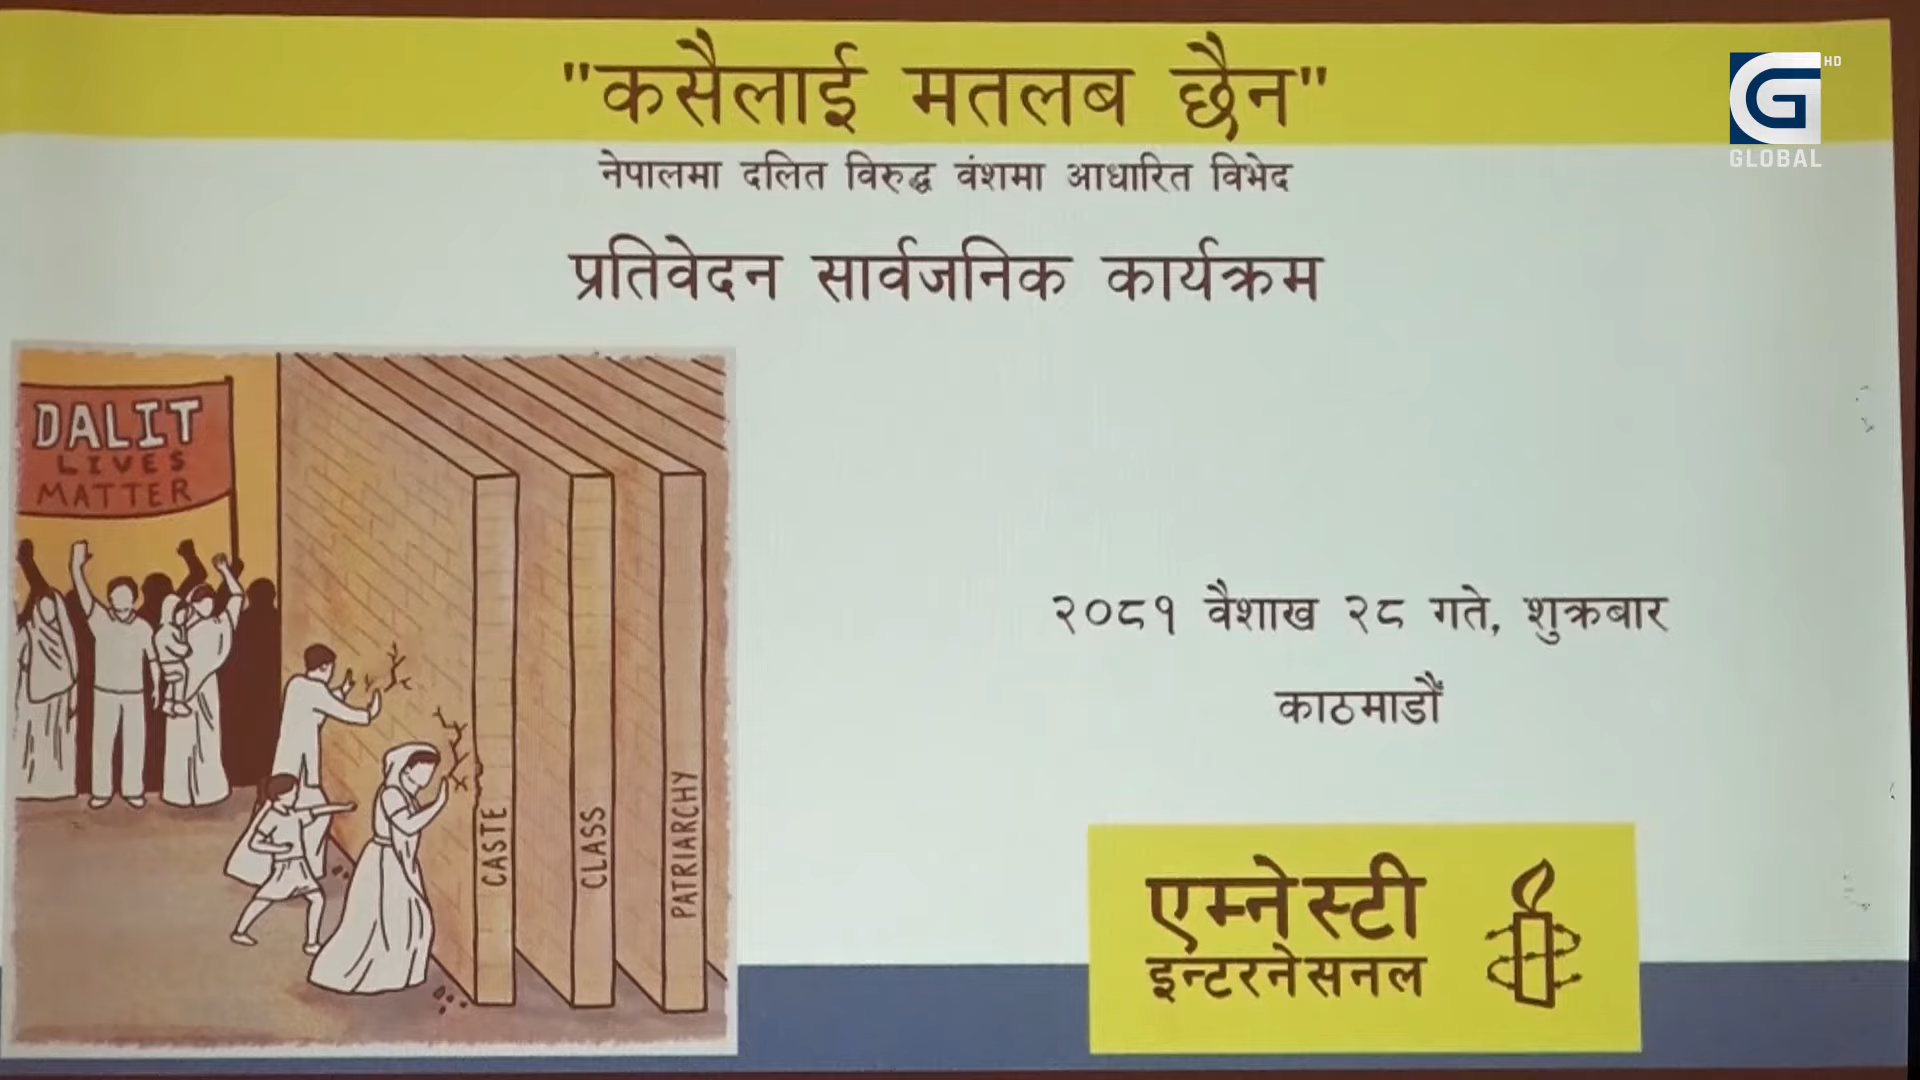 "कसैलाई मतलब छैन"
नेपालमा दलित विरुद्ध वंशमा आधारित विभेद
प्रतिवेदन सार्वजनिक कार्यक्रम
HD
GLOBAL
DALIT
LIVES
MATTER
CASTE
CLASS
PATRIARCHY
२०८१ वैशाख २८ गते, शुक्रबार
काठमाडौं
एम्नेस्टी
इन्टरनेसनल